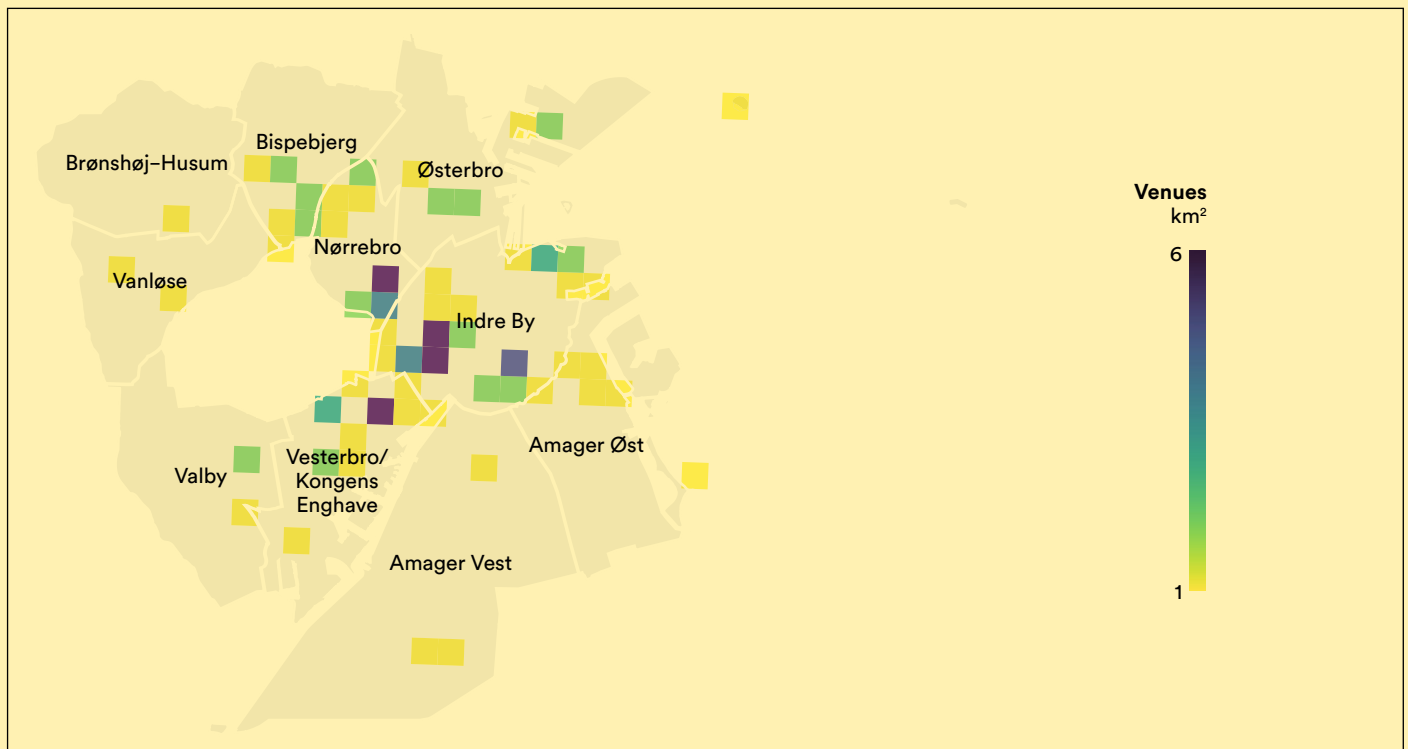 Bispebjerg
Brønshøj–Husum
Østerbro
Nørrebro
Vanløse
Indre By
Amager Øst
Valby
Vesterbro/
Kongens
Enghave
Amager Vest
Venues
km²
6
1